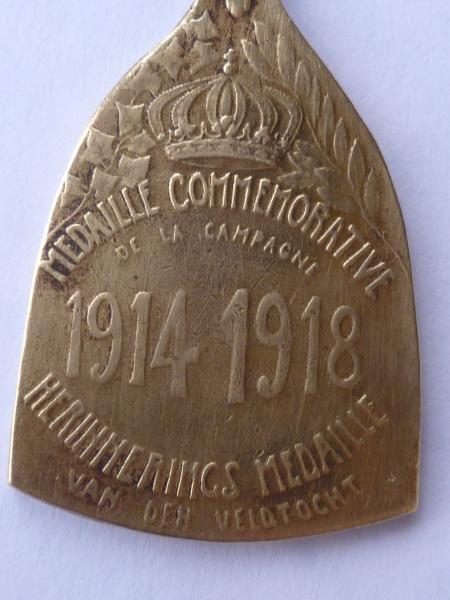 MEDAILLE COMMEMORATIVE
DE LA CAMPAGNE
1914 1918
HERINNERINGS MEDAILLE
VAN DEN VELDTOCHT